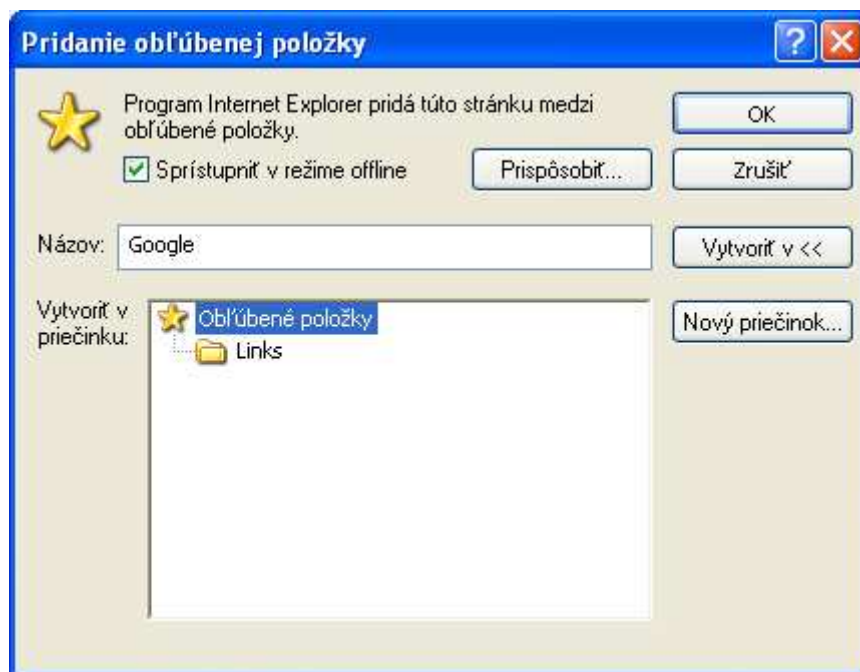 Pridanie obľúbenej položky
Program Internet Explorer pridá túto stránku medzi
obľúbené položky.
OK
Sprístupniť v režime offline
Prispôsobiť...
Zrušiť
Názov:
Google
Vytvoriť v <<
Vytvoriť v
priečinku:
Obľúbené položky
Links
Nový priečinok...